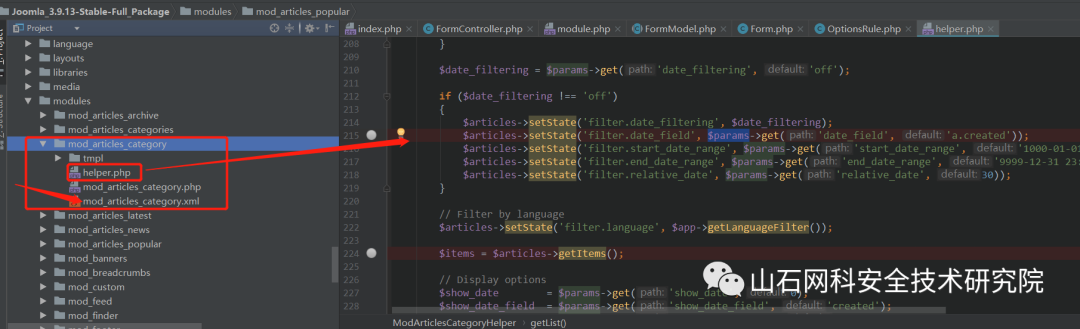 Joomla_3.9.13-Stable-Full_Package modules mod_articles_popular
Project
language
layouts
libraries
media
modules
mod_articles_archive
mod_articles_categories
mod_articles_category
tmpl
helper.php
mod_articles_category.php
mod_articles_category.xml
mod_articles_latest
mod_articles_news
mod_articles_popular
mod_banners
mod_breadcrumbs
mod_custom
mod_feed
mod_finder
mod_footer
index.php FormController.php module.php FormModel.php Form.php OptionsRule.php helper.php
208 }
209
210 $date_filtering = $params->get( path: 'date_filtering', default: 'off');
211
212 if ($date_filtering !== 'off')
213 {
214 $articles->setState('filter.date_filtering', $date_filtering);
215 $articles->setState('filter.date_field', $params->get( path: 'date_field', default: 'a.created'));
216 $articles->setState('filter.start_date_range', $params->get( path: 'start_date_range', default: '1000-01-01
217 $articles->setState('filter.end_date_range', $params->get( path: 'end_date_range', default: '9999-12-31 23:
218 $articles->setState('filter.relative_date', $params->get( path: 'relative_date', default: 30));
219 }
220
221 // Filter by language
222 $articles->setState('filter.language', $app->getLanguageFilter());
223
224 $items = $articles->getItems();
225
226 // Display options
227 $show_date = $params->get( path: 'show_date', 0);
228 $show_date_field = $params->get( path: 'show_date_field', default: 'created');
ModArticlesCategoryHelper › getList()
山石网科安全技术研究院